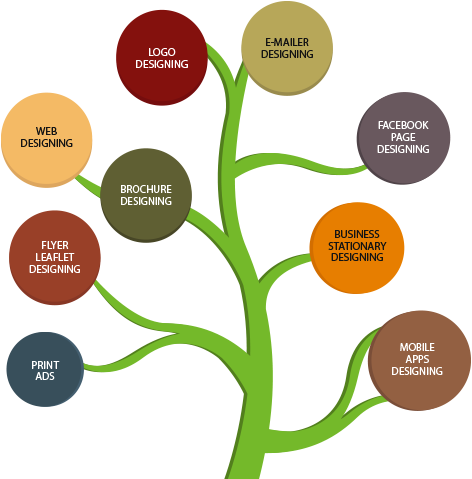 LOGO
DESIGNING
E-MAILER
DESIGNING
WEB
DESIGNING
FACEBOOK
PAGE
DESIGNING
BROCHURE
DESIGNING
FLYER
LEAFLET
DESIGNING
BUSINESS
STATIONARY
DESIGNING
PRINT
ADS
MOBILE
APPS
DESIGNING